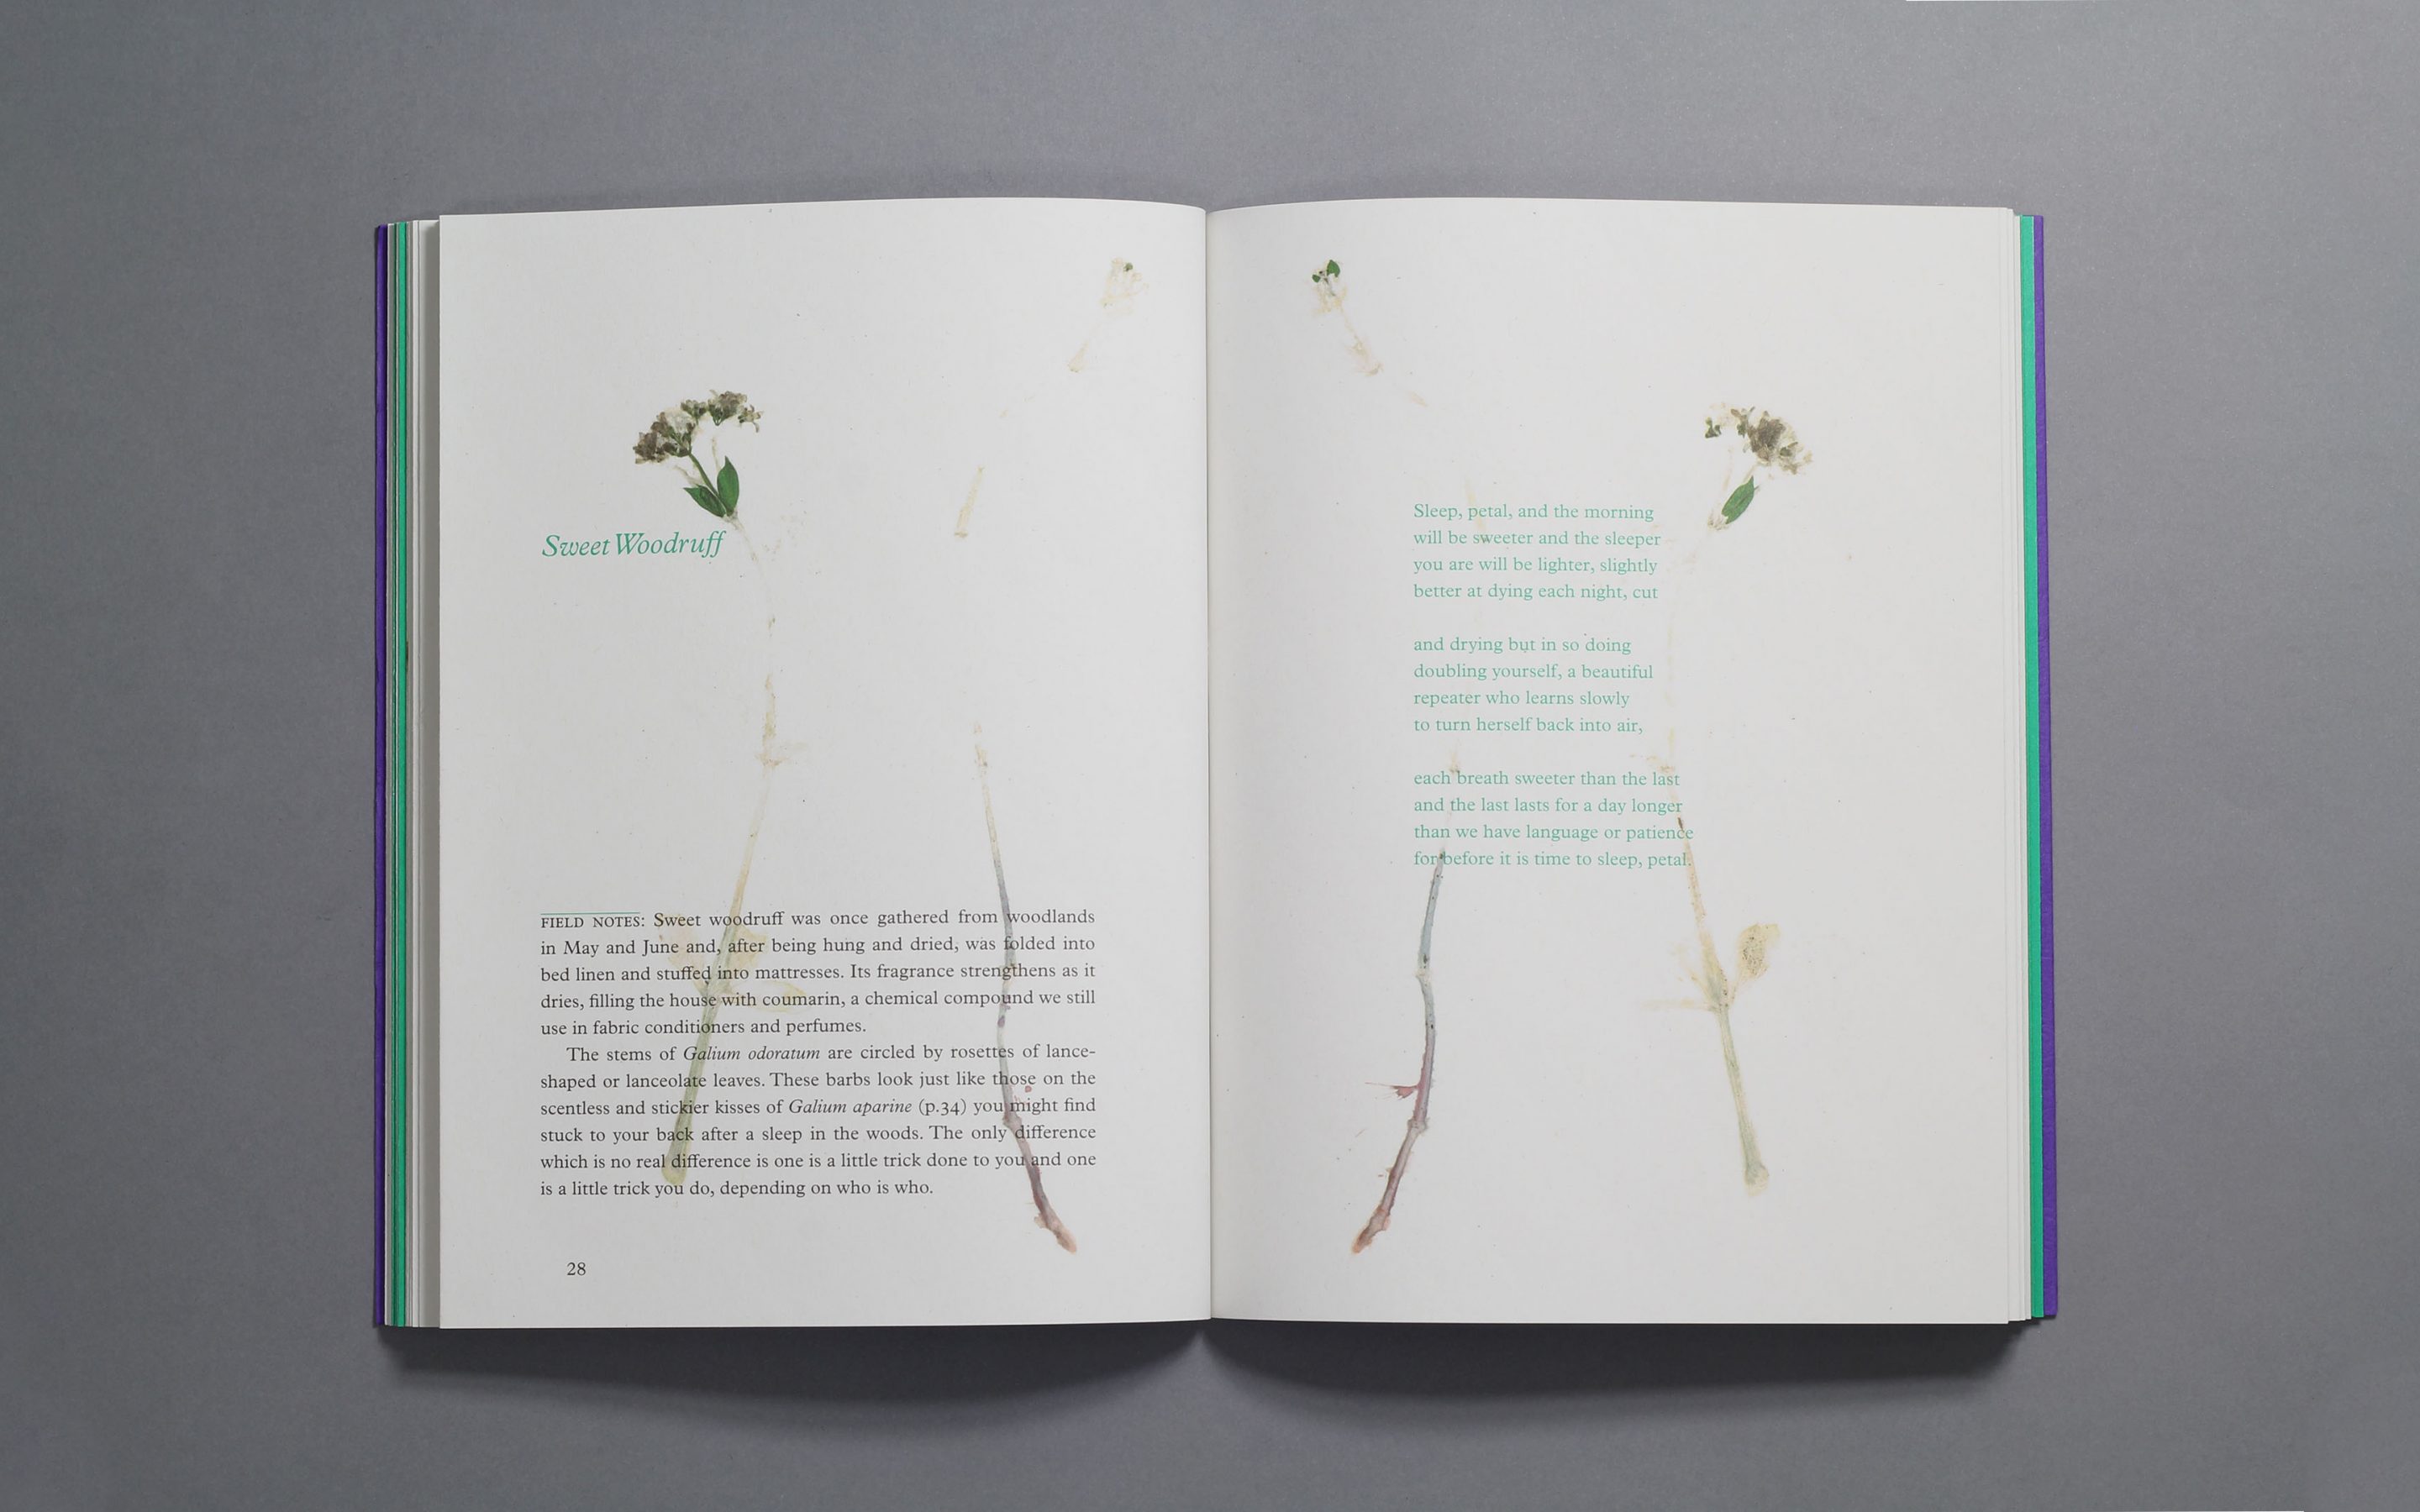 Sweet Woodruff
FIELD NOTES: Sweet woodruff was once gathered from woodlands
in May and June and, after being hung and dried, was folded into
bed linen and stuffed into mattresses. Its fragrance strengthens as it
dries, filling the house with coumarin, a chemical compound we still
use in fabric conditioners and perfumes.
The stems of Galium odoratum are circled by rosettes of lance-
shaped or lanceolate leaves. These barbs look just like those on the
scentless and stickier kisses of Galium aparine (p.34) you might find
stuck to your back after a sleep in the woods. The only difference
which is no real difference is one is a little trick done to you and one
is a little trick you do, depending on who is who.
28
Sleep, petal, and the morning
will be sweeter and the sleeper
you are will be lighter, slightly
better at dying each night, cut
and drying but in so doing
doubling yourself, a beautiful
repeater who learns slowly
to turn herself back into air,
each breath sweeter than the last
and the last lasts for a day longer
than we have language or patience
for before it is time to sleep, petal.